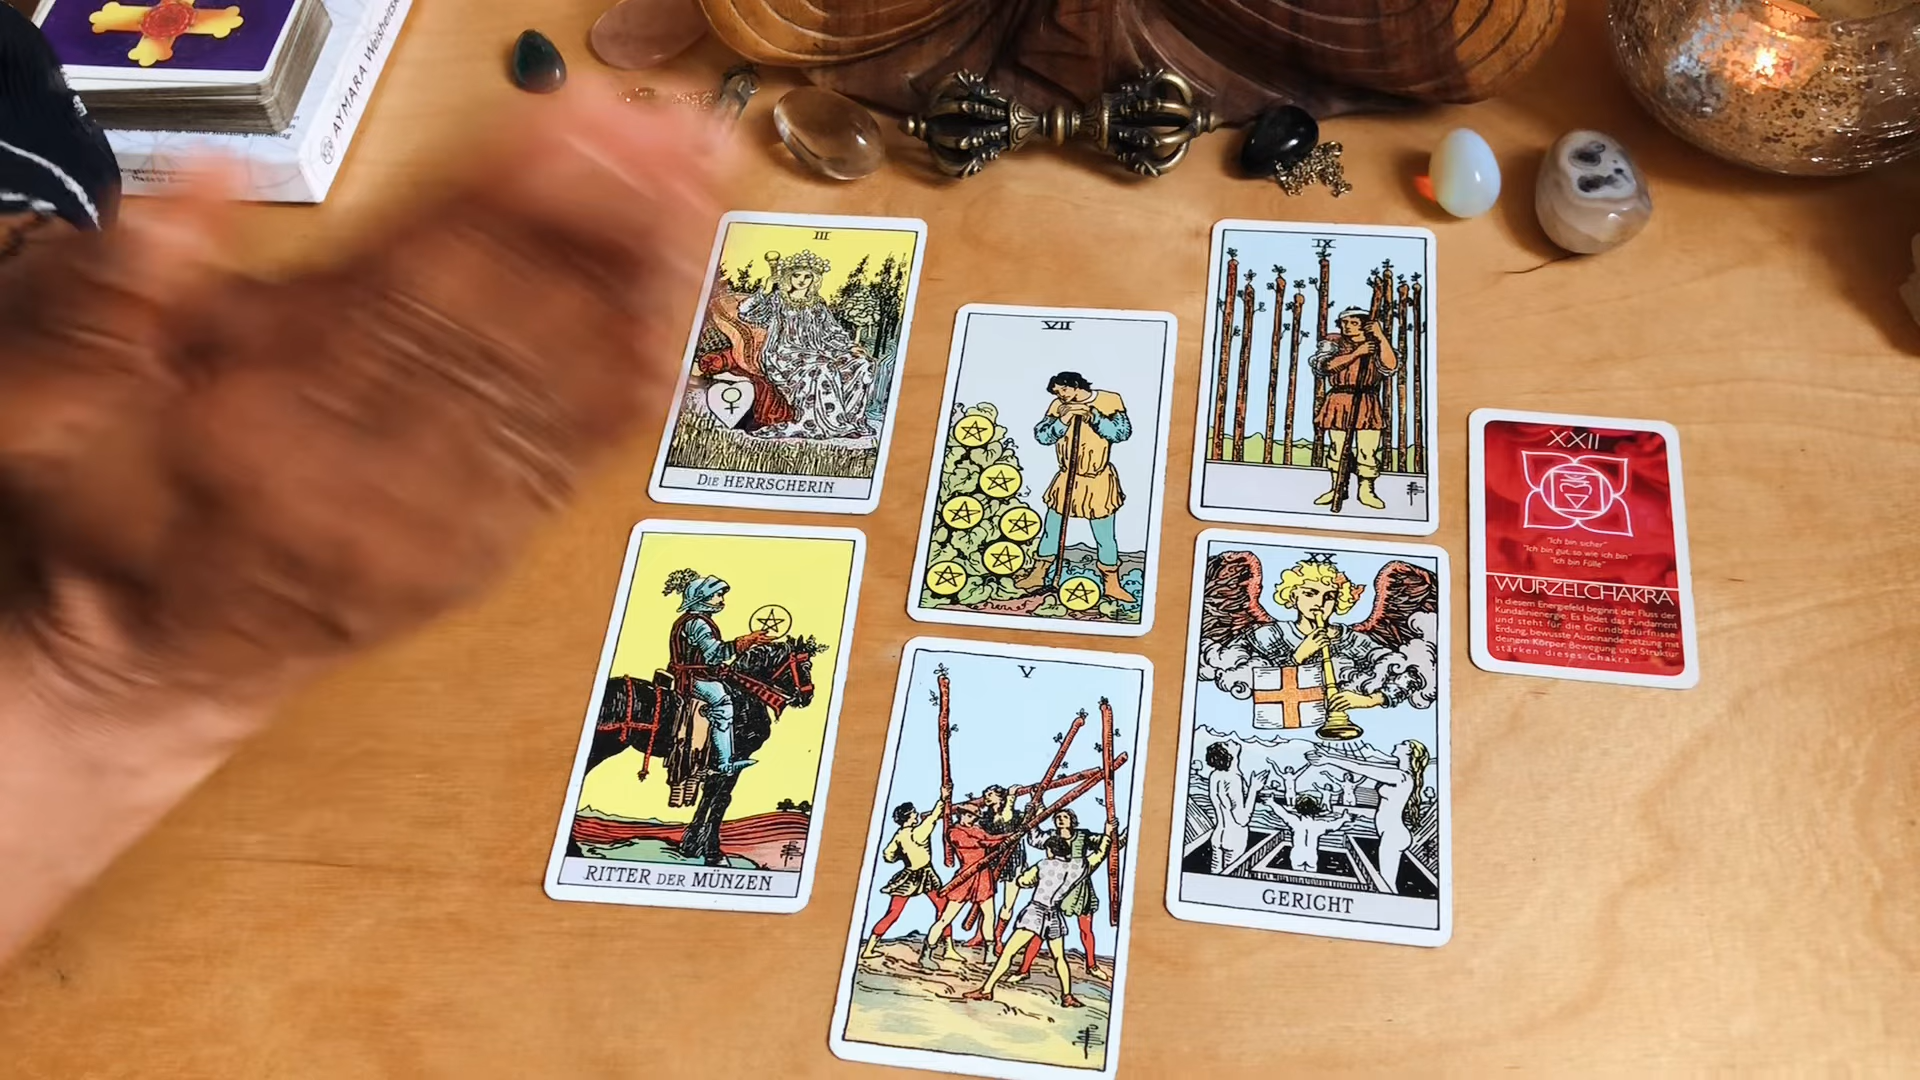 AYMARA
III
DIE HERRSCHERIN
VII
IX
RITTER DER MÜNZEN
V
XX
GERICHT
XXII
"Ich bin sicher"
"Ich bin gut, so wie ich bin"
"Ich bin Fülle"
WURZELCHAKRA
In diesem Energiefeld beginnt der Fluss der
Kundalinienergie. Es bildet das Fundament
und steht für die Grundbedürfnisse.
Erdung, bewusste Auseinandersetzung mit
deinem Körper, Bewegung und Struktur
stärken dieses Chakra.